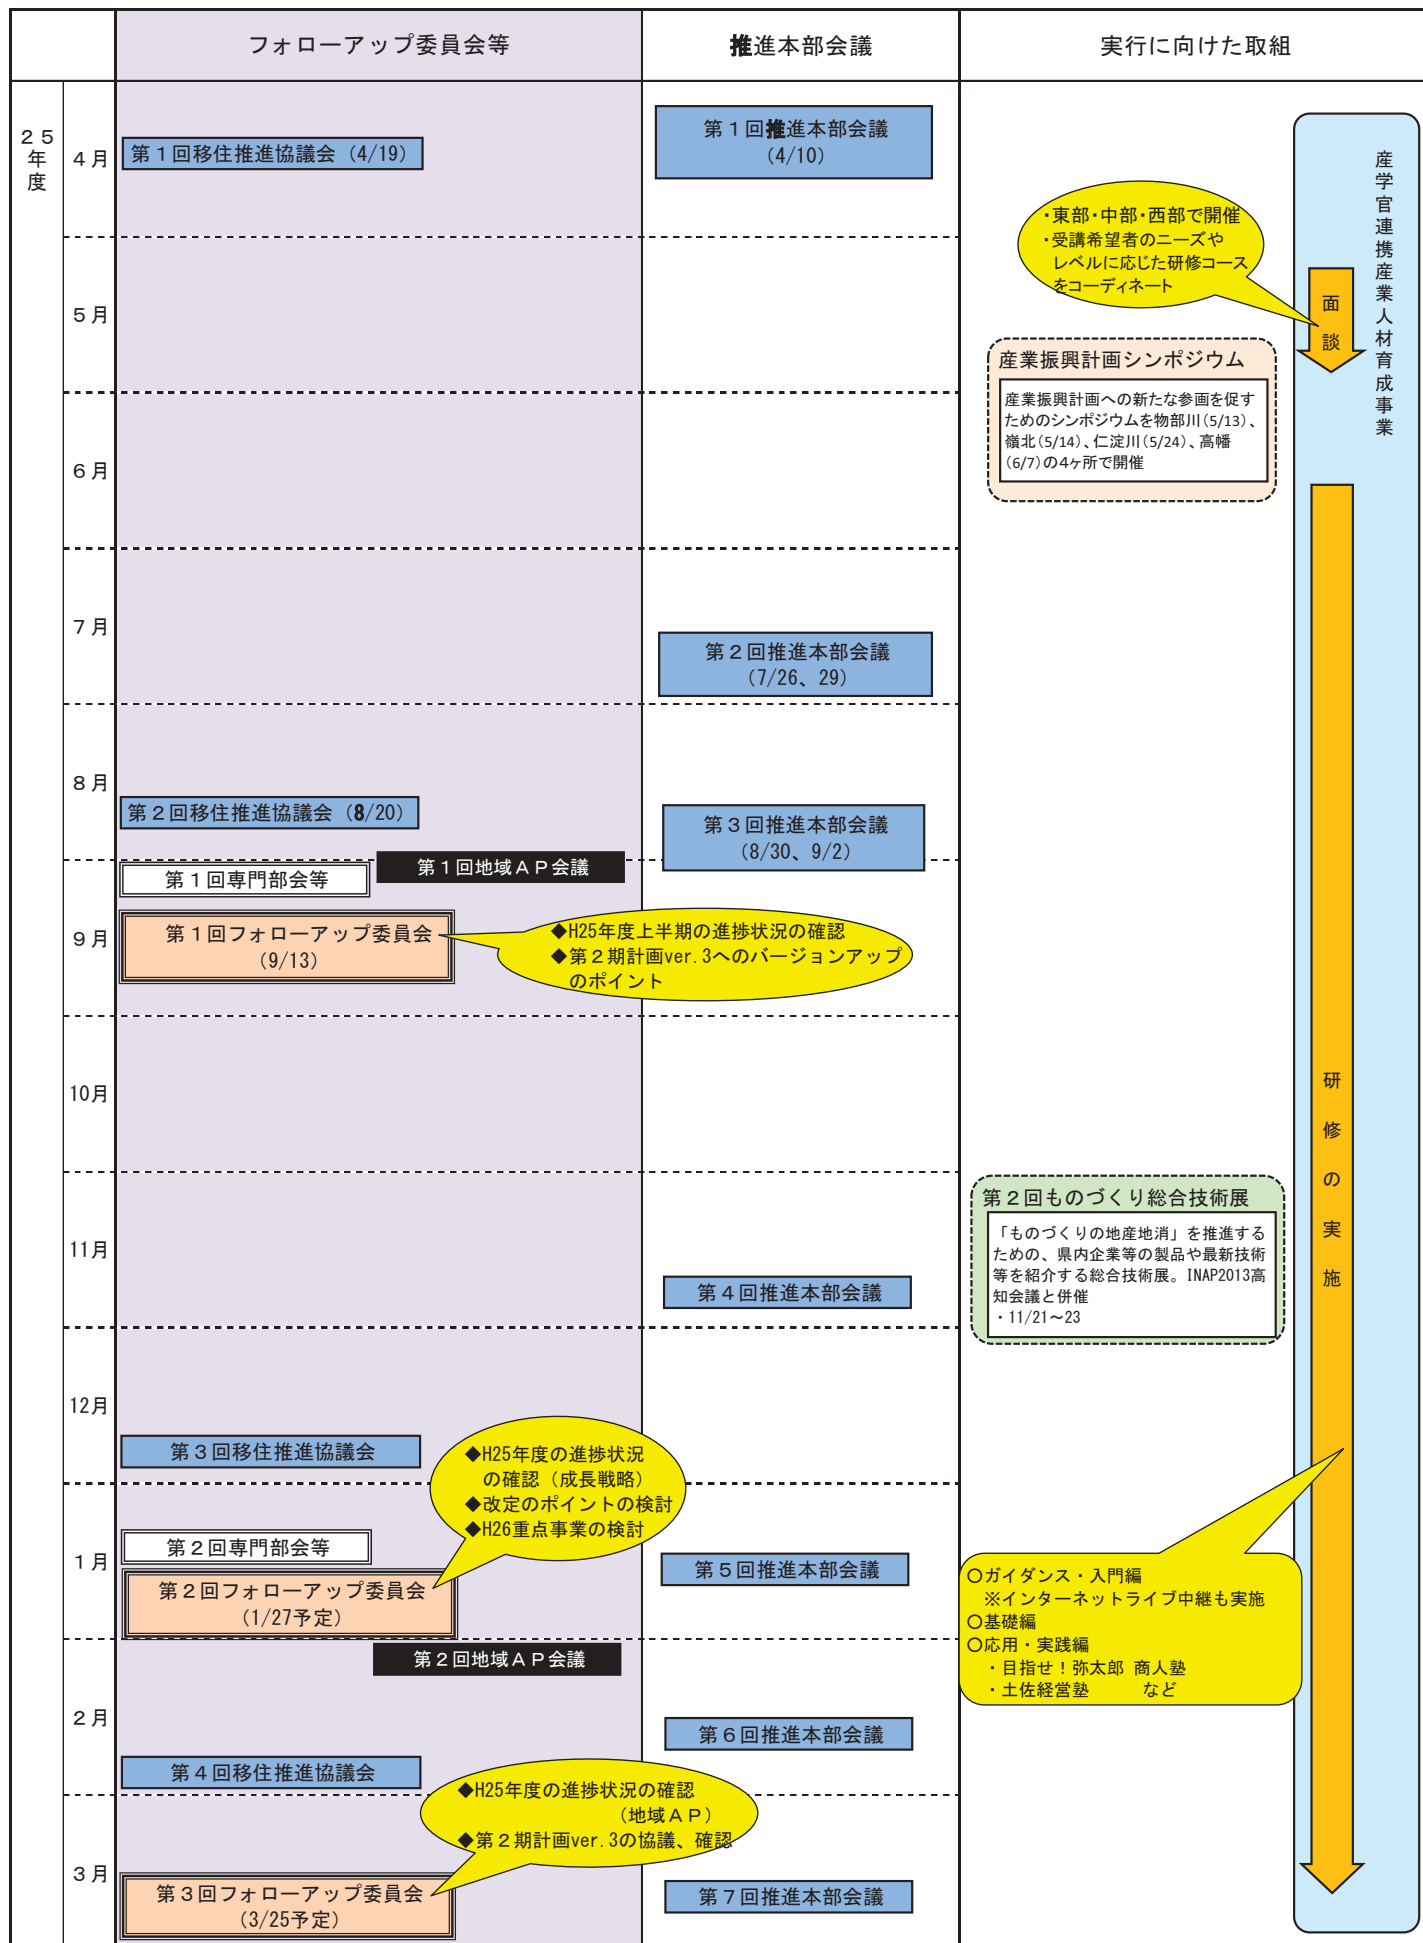 フォローアップ委員会等
推進本部会議
実行に向けた取組
２５
年
度
４月
第１回移住推進協議会（4/19）
第１回推進本部会議
（4/10）
産学官連携産業人材育成事業
・東部・中部・西部で開催
・受講希望者のニーズや
レベルに応じた研修コース
をコーディネート
面談
５月
産業振興計画シンポジウム
産業振興計画への新たな参画を促す
ためのシンポジウムを物部川（5/13）、
嶺北（5/14）、仁淀川（5/24）、高幡
（6/7）の4ヶ所で開催
６月
７月
第２回推進本部会議
（7/26、29）
８月
第２回移住推進協議会（8/20）
第３回推進本部会議
（8/30、9/2）
第１回地域ＡＰ会議
第１回専門部会等
９月
第１回フォローアップ委員会
（9/13）
◆H25年度上半期の進捗状況の確認
◆第２期計画ver.3へのバージョンアップ
のポイント
10月
研修の実施
11月
第２回ものづくり総合技術展
「ものづくりの地産地消」を推進する
ための、県内企業等の製品や最新技術
等を紹介する総合技術展。INAP2013高
知会議と併催
・11/21～23
第４回推進本部会議
12月
第３回移住推進協議会
◆H25年度の進捗状況
の確認（成長戦略）
◆改定のポイントの検討
◆H26重点事業の検討
１月
第２回専門部会等
第２回フォローアップ委員会
（1/27予定）
第５回推進本部会議
○ガイダンス・入門編
※インターネットライブ中継も実施
○基礎編
○応用・実践編
・目指せ！弥太郎 商人塾
・土佐経営塾　　　など
第２回地域ＡＰ会議
２月
第６回推進本部会議
第４回移住推進協議会
◆H25年度の進捗状況の確認
（地域ＡＰ）
◆第２期計画ver.3の協議、確認
３月
第３回フォローアップ委員会
（3/25予定）
第７回推進本部会議